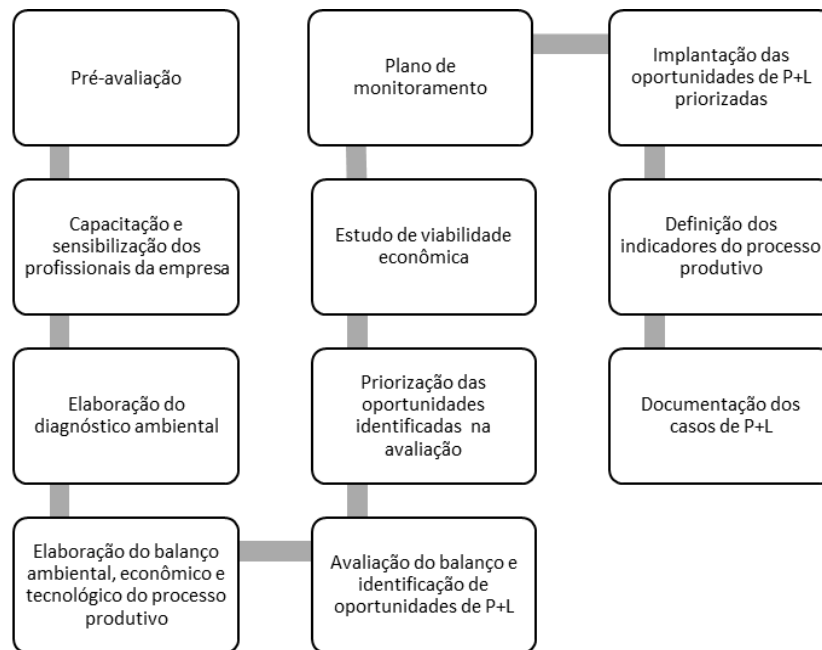 Pré-avaliação
Capacitação e
sensibilização dos
profissionais da empresa
Elaboração do
diagnóstico ambiental
Elaboração do balanço
ambiental, econômico e
tecnológico do processo
produtivo
Avaliação do balanço e
identificação de
oportunidades de P+L
Priorização das
oportunidades
identificadas na
avaliação
Estudo de viabilidade
econômica
Plano de
monitoramento
Implantação das
oportunidades de P+L
priorizadas
Definição dos
indicadores do processo
produtivo
Documentação dos
casos de P+L